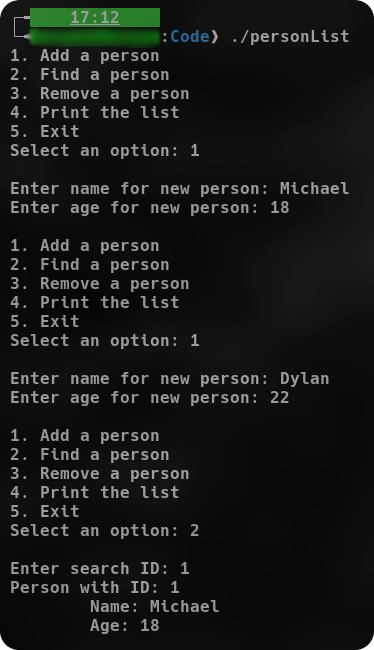 17:12
:Code❱ ./personList
1. Add a person
2. Find a person
3. Remove a person
4. Print the list
5. Exit
Select an option: 1
Enter name for new person: Michael
Enter age for new person: 18
1. Add a person
2. Find a person
3. Remove a person
4. Print the list
5. Exit
Select an option: 1
Enter name for new person: Dylan
Enter age for new person: 22
1. Add a person
2. Find a person
3. Remove a person
4. Print the list
5. Exit
Select an option: 2
Enter search ID: 1
Person with ID: 1
Name: Michael
Age: 18